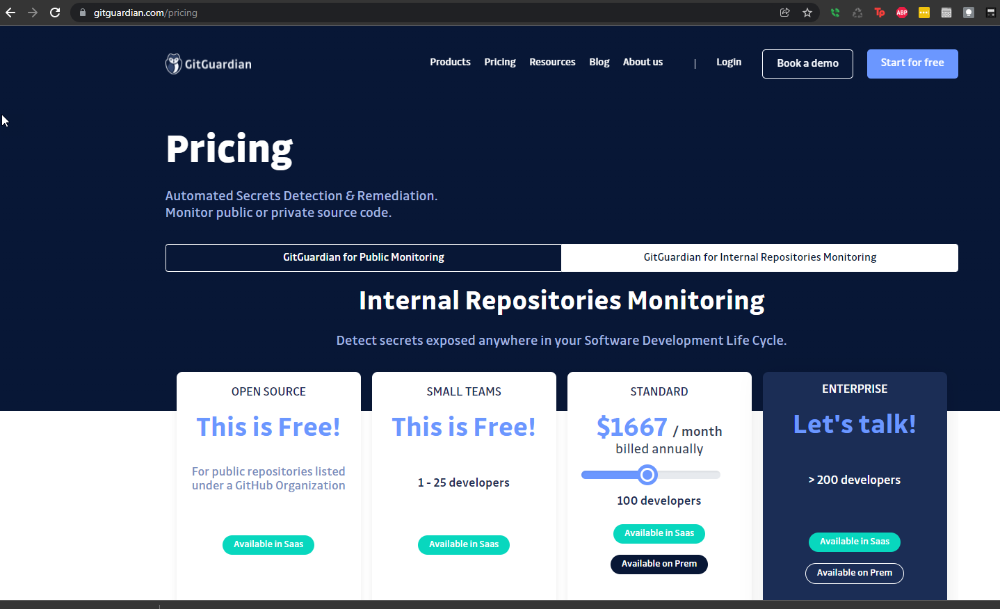 gitguardian.com/pricing
ABP
GitGuardian
Products
Pricing
Resources
Blog
About us
Login
Book a demo
Start for free
Pricing
Automated Secrets Detection & Remediation.
Monitor public or private source code.
GitGuardian for Public Monitoring
GitGuardian for Internal Repositories Monitoring
Internal Repositories Monitoring
Detect secrets exposed anywhere in your Software Development Life Cycle.
OPEN SOURCE
This is Free!
For public repositories listed
under a GitHub Organization
Available in Saas
SMALL TEAMS
This is Free!
1 - 25 developers
Available in Saas
STANDARD
$1667 / month
billed annually
100 developers
Available in Saas
Available on Prem
ENTERPRISE
Let's talk!
> 200 developers
Available in Saas
Available on Prem